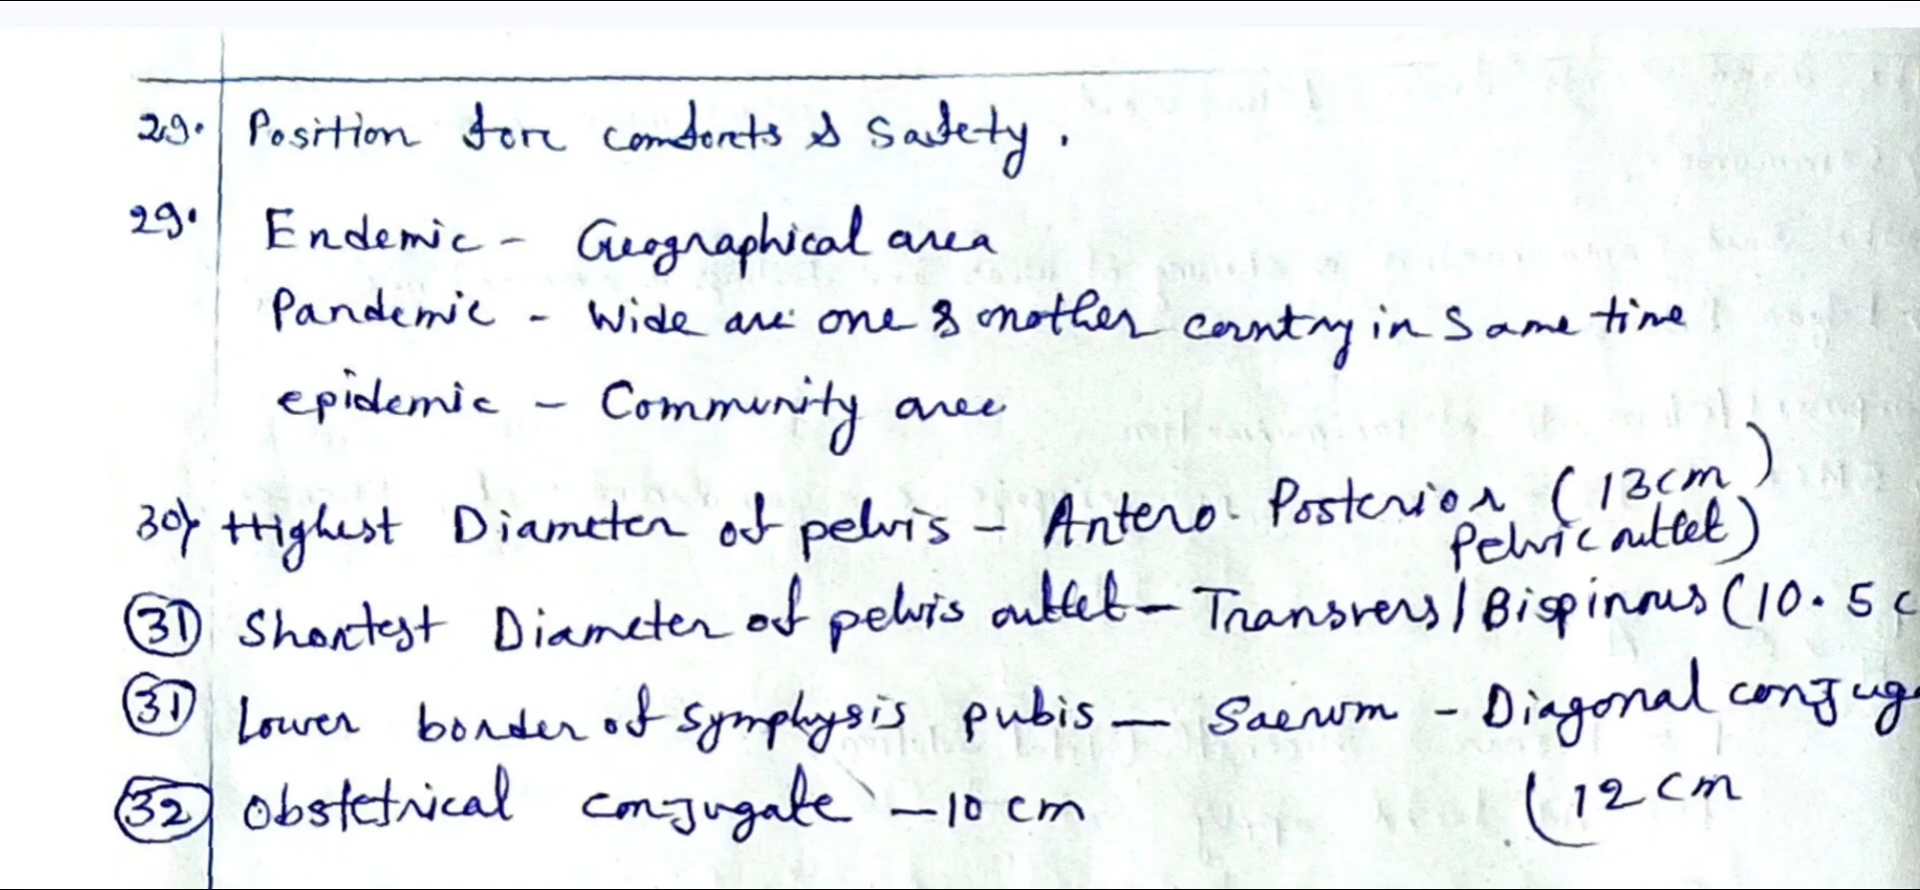 29. Position for comforts & Safety.
29. Endemic - Geographical area
Pandemic - Wide are one & another country in Same time
epidemic - Community area
30) Highest Diameter of pelvis - Antero-Posterior (13cm)
Pelvic outlet)
31) Shortest Diameter of pelvis outlet - Transvers/Bispinous (10.5 c
31) Lower border of symphysis pubis - Sacrum - Diagonal conjuga
(12 cm
32) Obstetrical conjugate - 10 cm